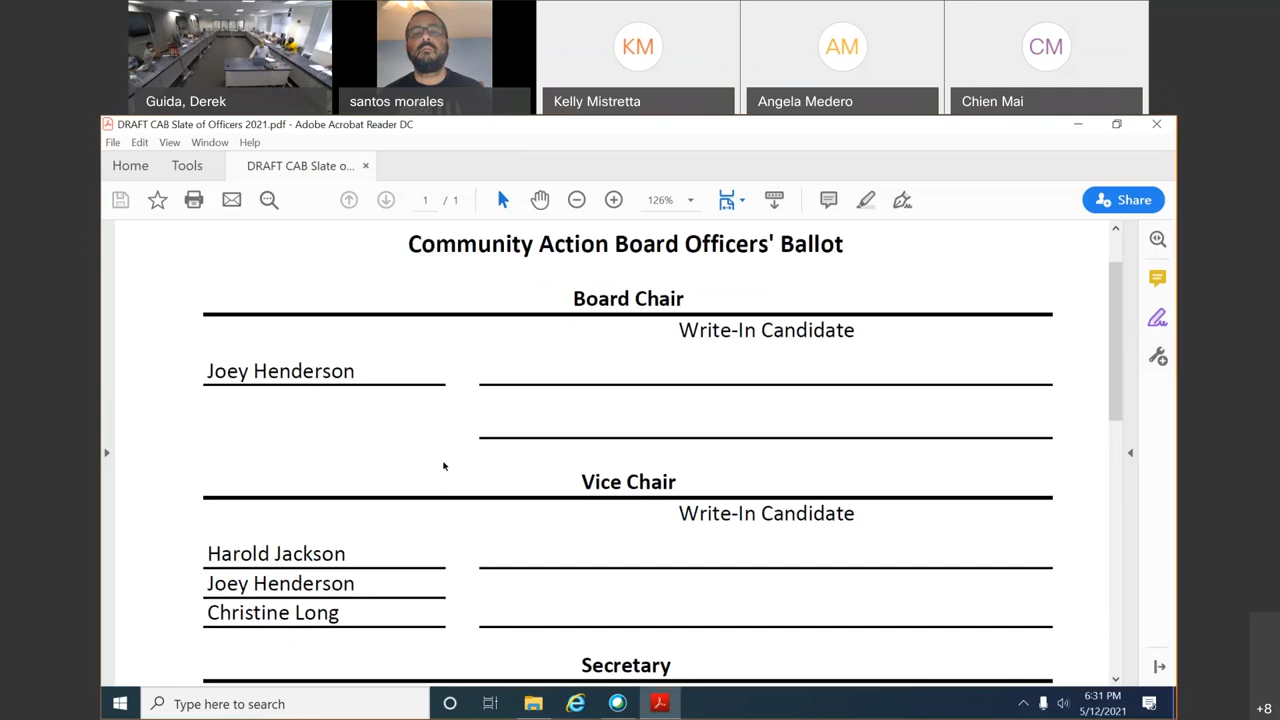 KM
AM
CM
Guida, Derek
santos morales
Kelly Mistretta
Angela Medero
Chien Mai
DRAFT CAB Slate of Officers 2021.pdf - Adobe Acrobat Reader DC
File Edit View Window Help
Home Tools DRAFT CAB Slate o... ×
1 / 1 126% Share
Community Action Board Officers' Ballot
Board Chair
Write-In Candidate
Joey Henderson
Vice Chair
Write-In Candidate
Harold Jackson
Joey Henderson
Christine Long
Secretary
Type here to search
6:31 PM
5/12/2021
+8